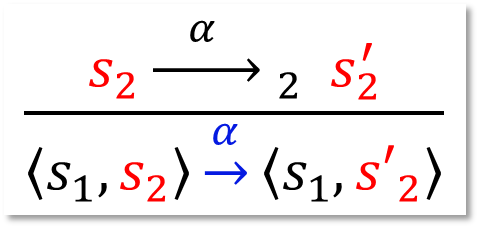 α
s₂ ⟶ ₂ s′₂
α
⟨s₁, s₂⟩ → ⟨s₁, s′₂⟩